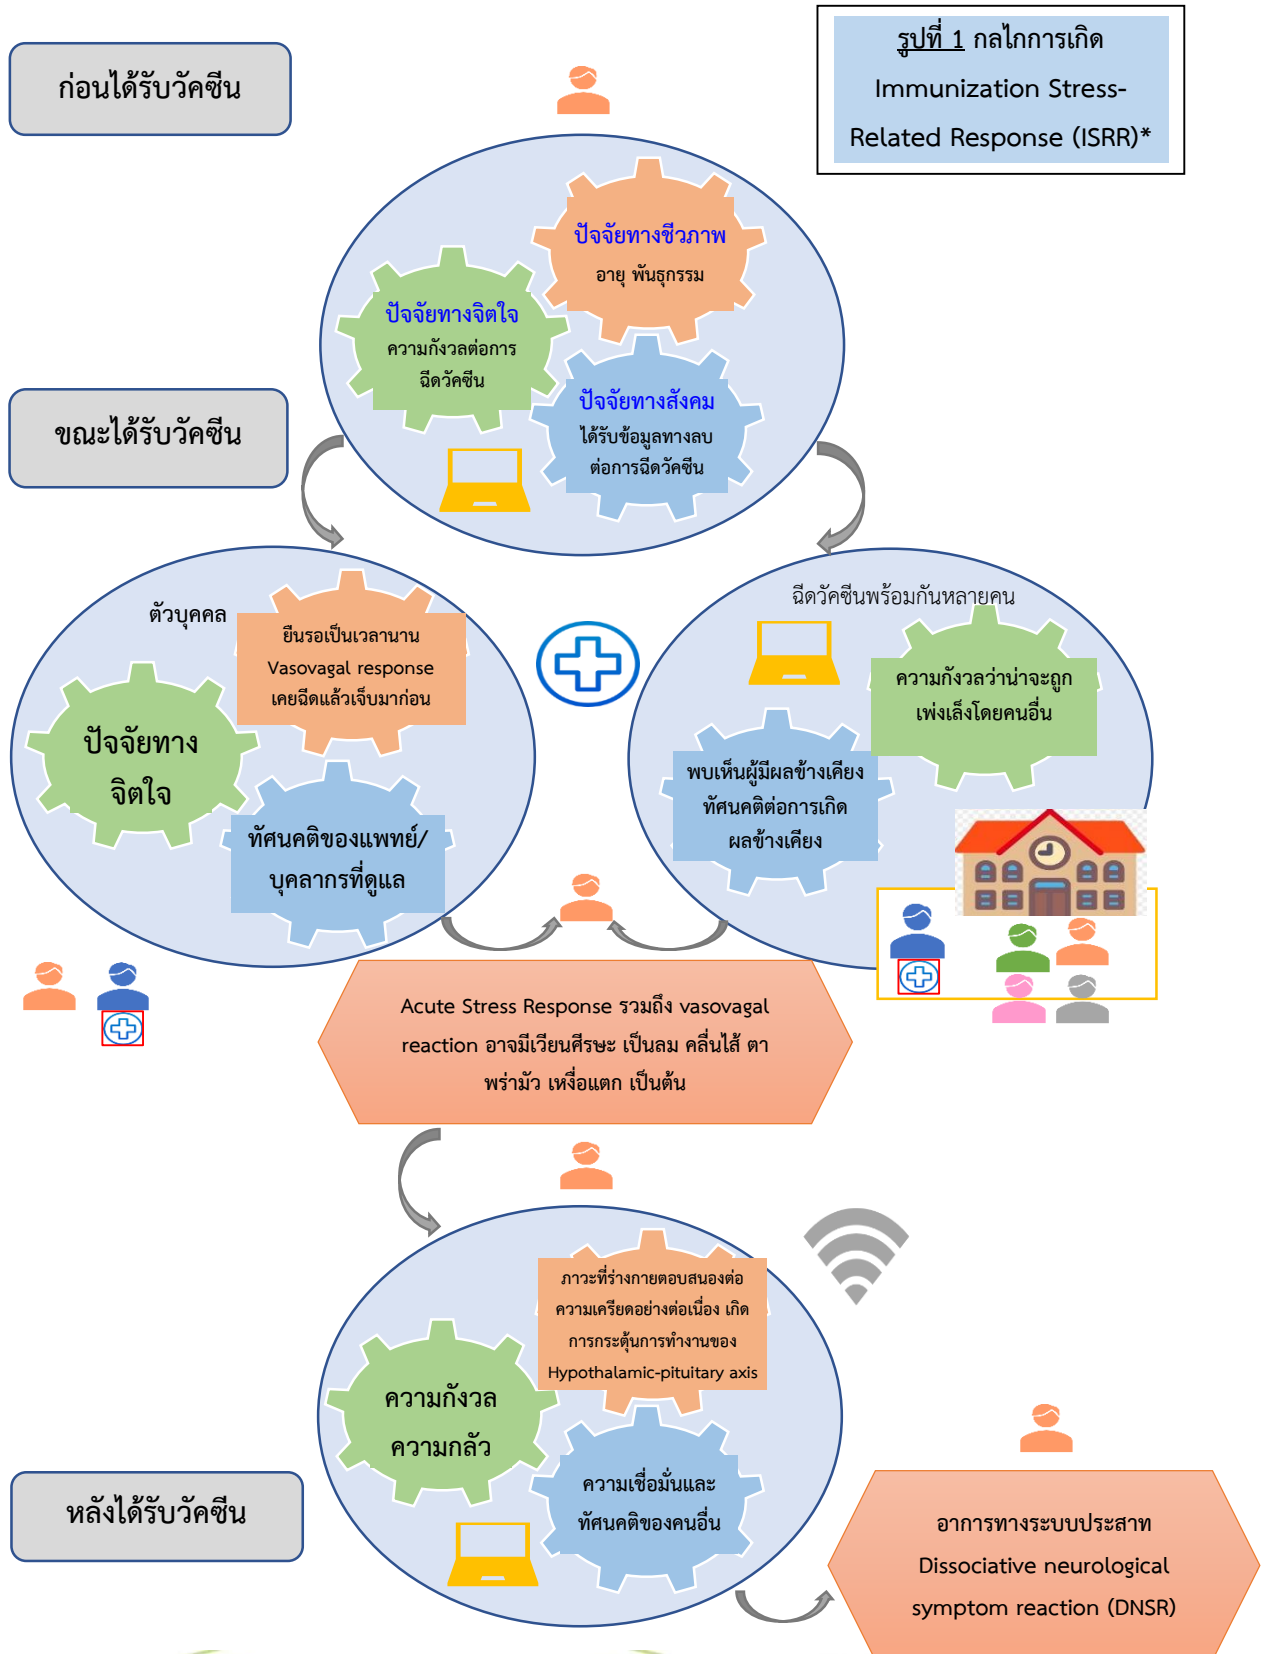 ก่อนได้รับวัคซีน
รูปที่ 1 กลไกการเกิด
Immunization Stress-
Related Response (ISRR)*
ปัจจัยทางชีวภาพ
อายุ พันธุกรรม
ปัจจัยทางจิตใจ
ความกังวลต่อการ
ฉีดวัคซีน
ปัจจัยทางสังคม
ได้รับข้อมูลทางลบ
ต่อการฉีดวัคซีน
ขณะได้รับวัคซีน
ตัวบุคคล
ยืนรอเป็นเวลานาน
Vasovagal response
เคยฉีดแล้วเจ็บมาก่อน
ปัจจัยทาง
จิตใจ
ทัศนคติของแพทย์/
บุคลากรที่ดูแล
ฉีดวัคซีนพร้อมกันหลายคน
ความกังวลว่าน่าจะถูก
เพ่งเล็งโดยคนอื่น
พบเห็นผู้มีผลข้างเคียง
ทัศนคติต่อการเกิด
ผลข้างเคียง
Acute Stress Response รวมถึง vasovagal
reaction อาจมีเวียนศีรษะ เป็นลม คลื่นไส้ ตา
พร่ามัว เหงื่อแตก เป็นต้น
ภาวะที่ร่างกายตอบสนองต่อ
ความเครียดอย่างต่อเนื่อง เกิด
การกระตุ้นการทำงานของ
Hypothalamic-pituitary axis
ความกังวล
ความกลัว
ความเชื่อมั่นและ
ทัศนคติของคนอื่น
หลังได้รับวัคซีน
อาการทางระบบประสาท
Dissociative neurological
symptom reaction (DNSR)